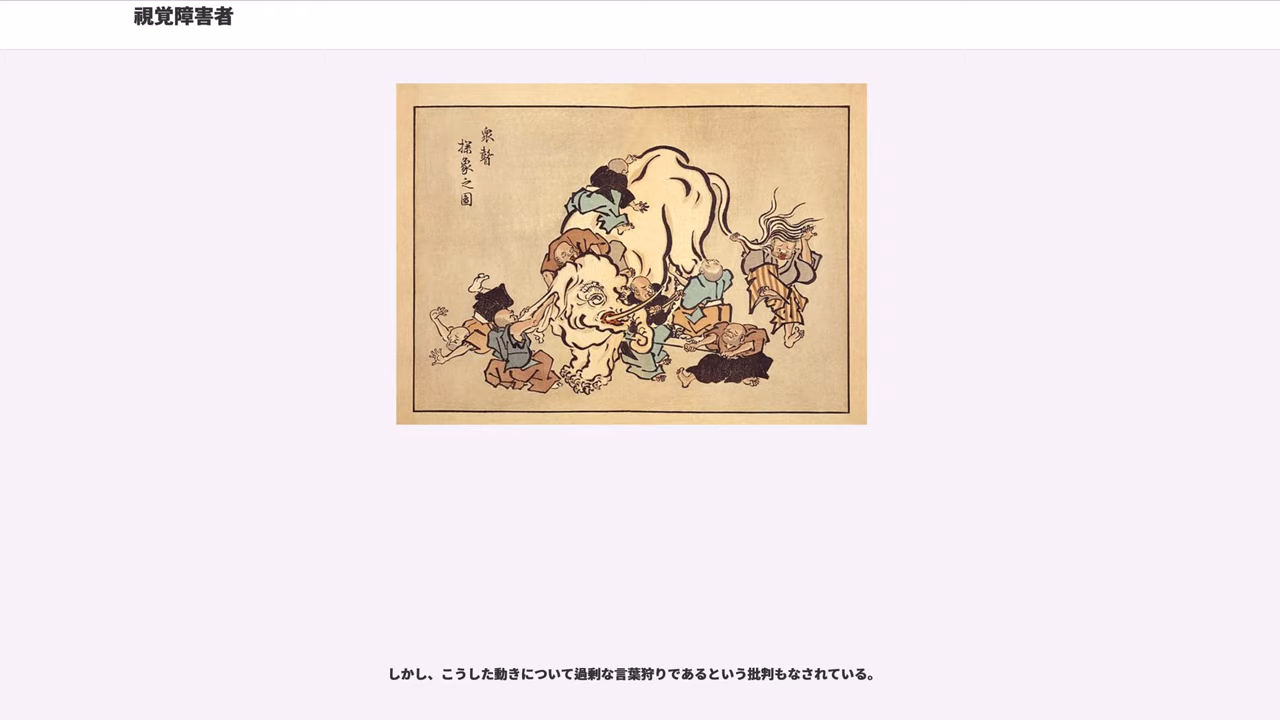 視覚障害者
衆瞽
探象之図
しかし、こうした動きについて過剰な言葉狩りであるという批判もなされている。